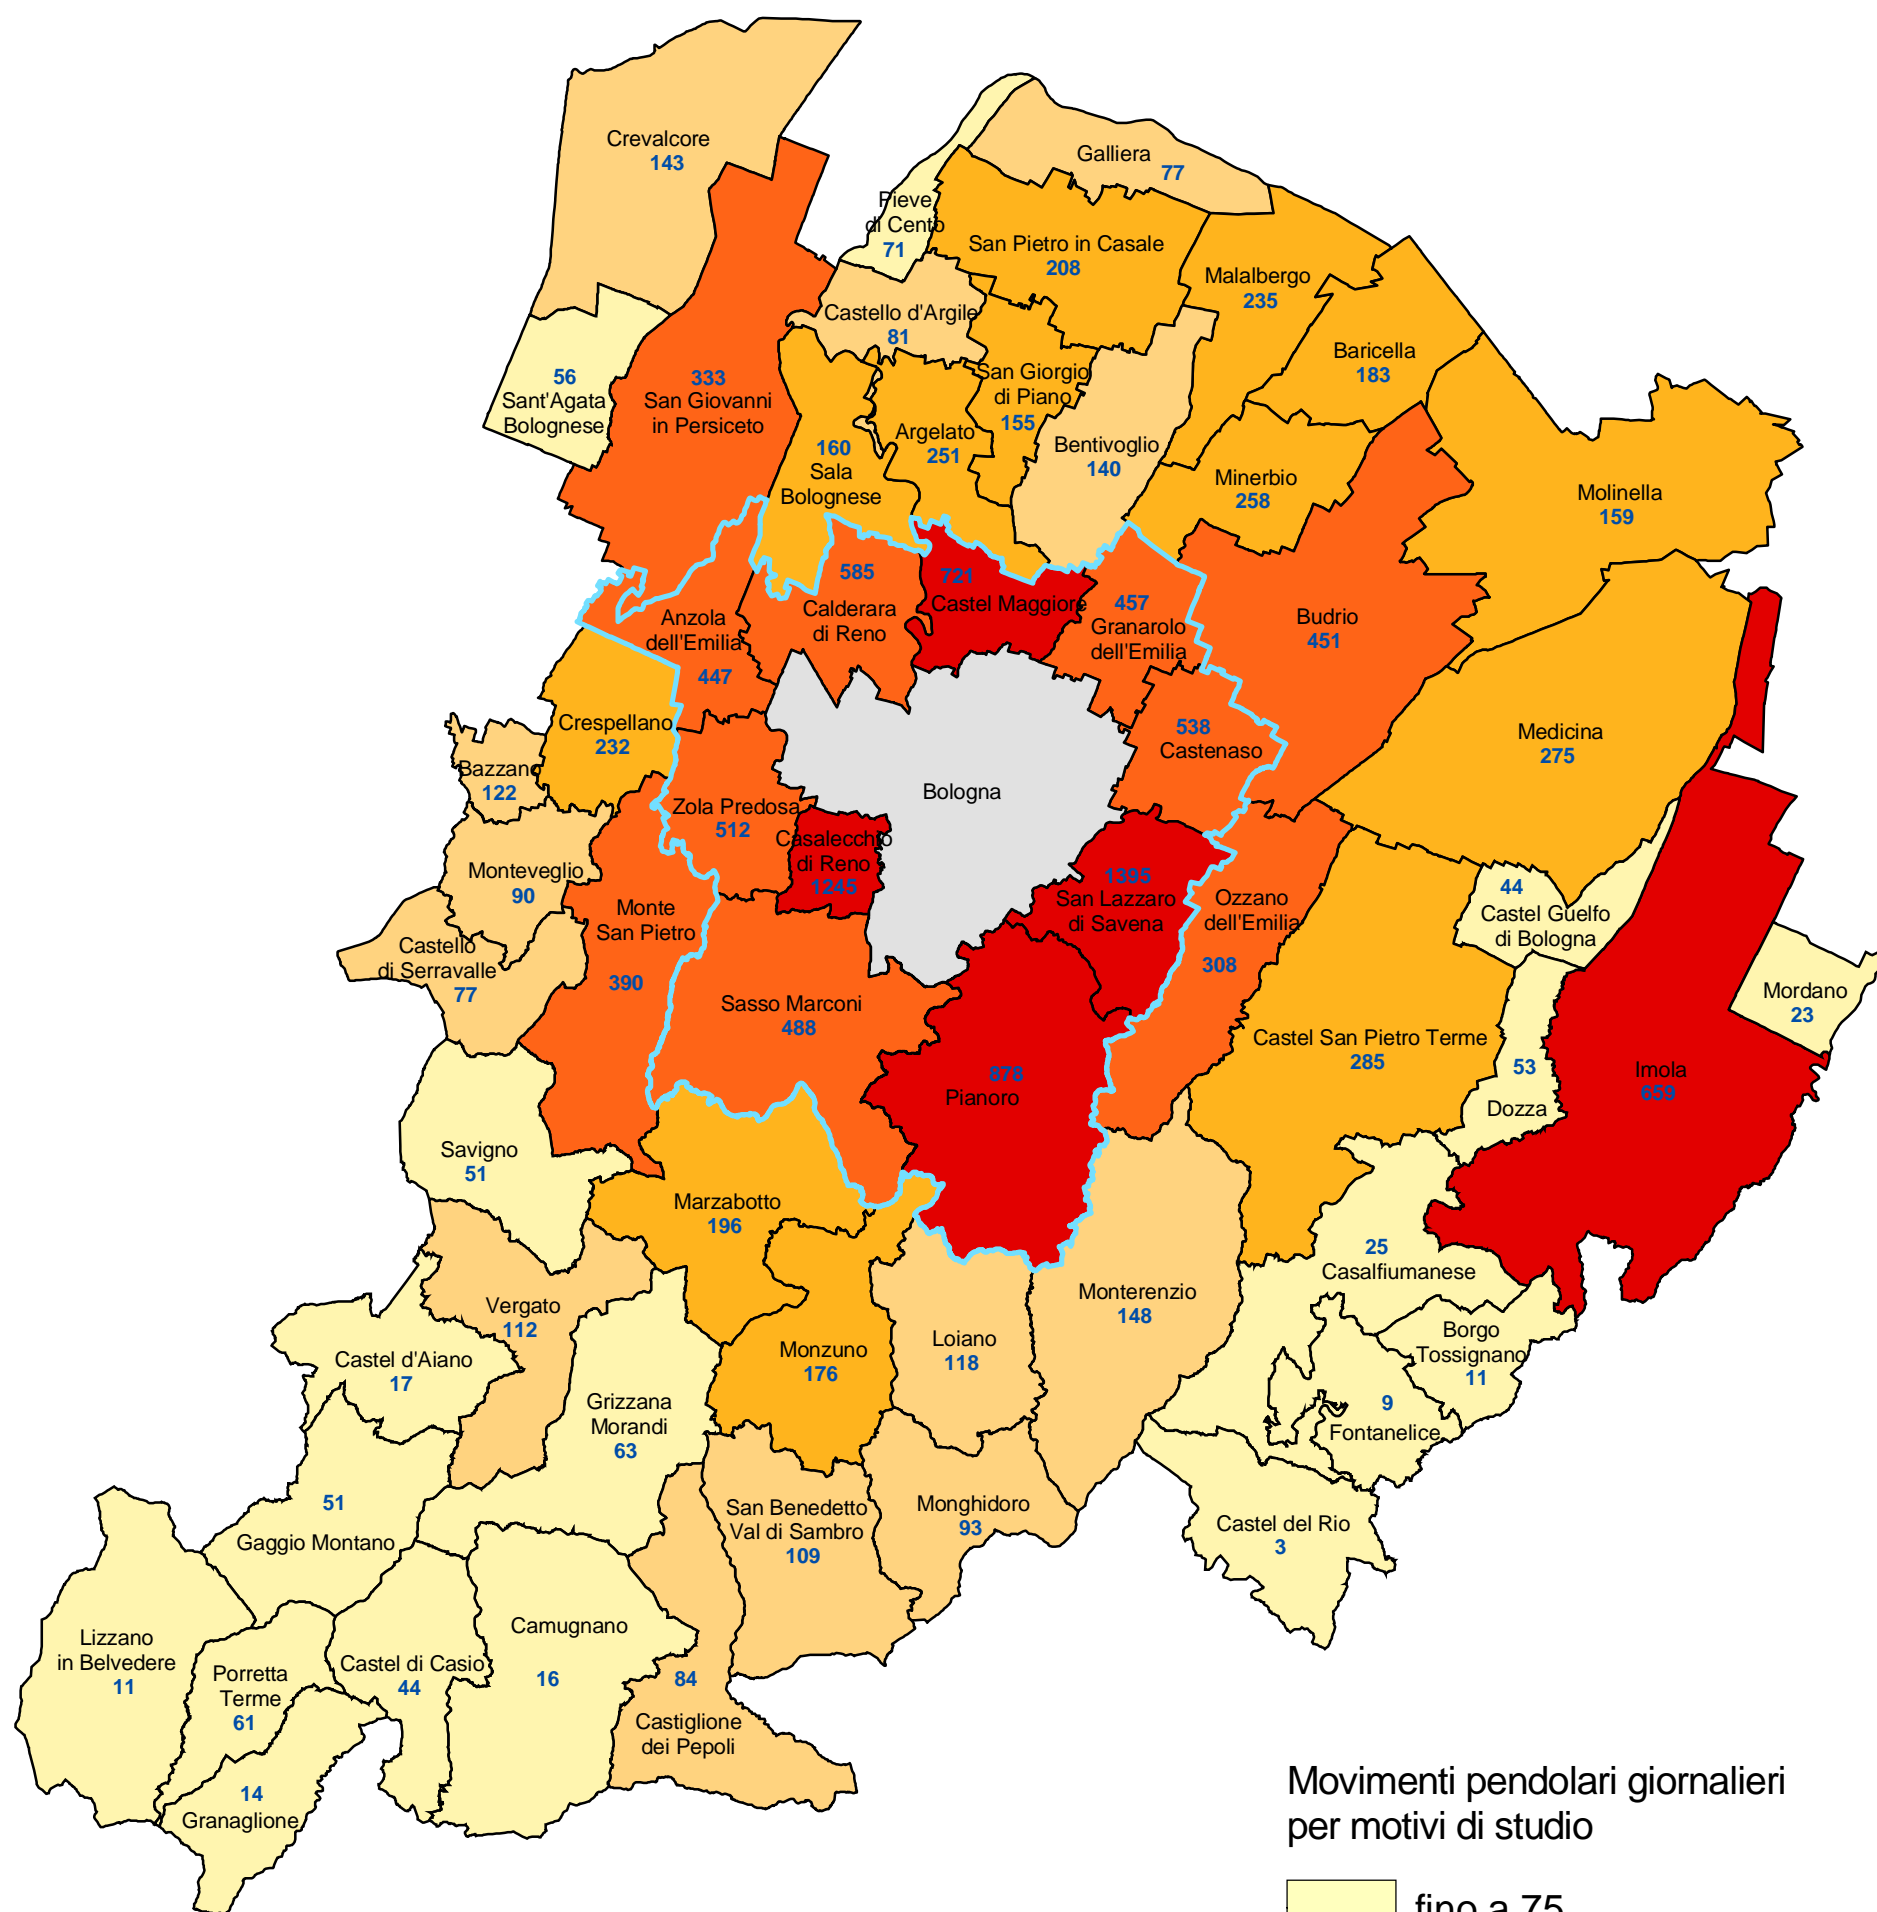 Crevalcore
143
Galliera
77
Pieve
di Cento
71
San Pietro in Casale
208
Malalbergo
235
Castello d'Argile
81
Baricella
183
56
Sant'Agata
Bolognese
333
San Giovanni
in Persiceto
San Giorgio
di Piano
155
Argelato
251
160
Sala
Bolognese
Bentivoglio
140
Minerbio
258
Molinella
159
585
Calderara
di Reno
721
Castel Maggiore
457
Granarolo
dell'Emilia
Anzola
dell'Emilia
447
Budrio
451
Crespellano
232
538
Castenaso
Medicina
275
Bazzano
122
Bologna
Zola Predosa
512
Casalecchio
di Reno
1245
Monteveglio
90
1395
San Lazzaro
di Savena
Ozzano
dell'Emilia
308
44
Castel Guelfo
di Bologna
Monte
San Pietro
390
Castello
di Serravalle
77
Mordano
23
Sasso Marconi
488
Castel San Pietro Terme
285
53
Dozza
Imola
659
878
Pianoro
Savigno
51
Marzabotto
196
25
Casalfiumanese
Vergato
112
Monterenzio
148
Loiano
118
Monzuno
176
Borgo
Tossignano
11
Castel d'Aiano
17
Grizzana
Morandi
63
9
Fontanelice
51
Gaggio Montano
San Benedetto
Val di Sambro
109
Monghidoro
93
Castel del Rio
3
Lizzano
in Belvedere
11
Camugnano
16
Castel di Casio
44
Porretta
Terme
61
84
Castiglione
dei Pepoli
14
Granaglione
Movimenti pendolari giornalieri
per motivi di studio
fino a 75